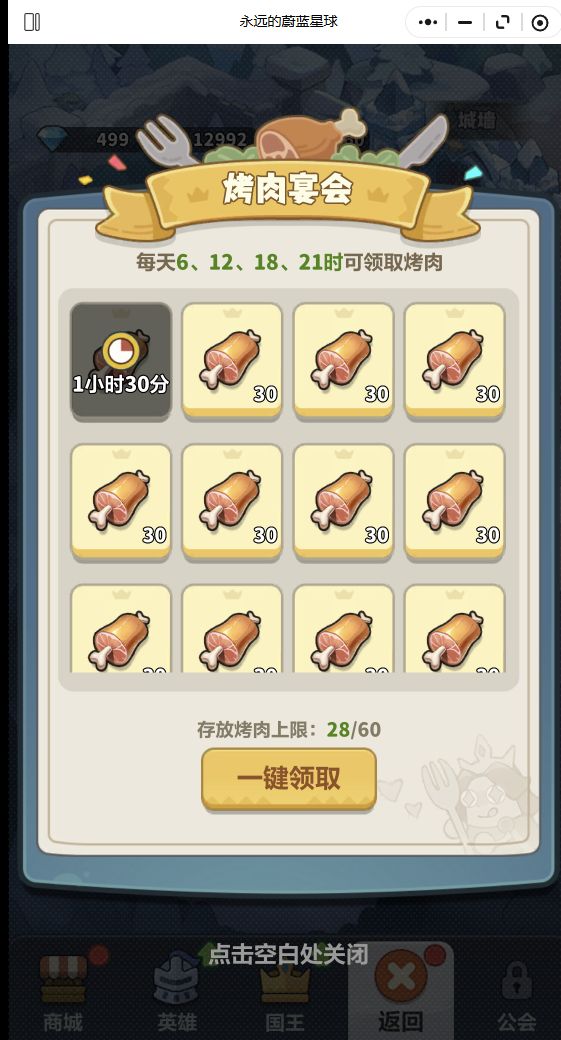 永远的蔚蓝星球
城墙
499
12992
烤肉宴会
每天6、12、18、21时可领取烤肉
1小时30分
30
30
30
30
30
30
30
存放烤肉上限：28/60
一键领取
点击空白处关闭
商城
英雄
国王
返回
公会